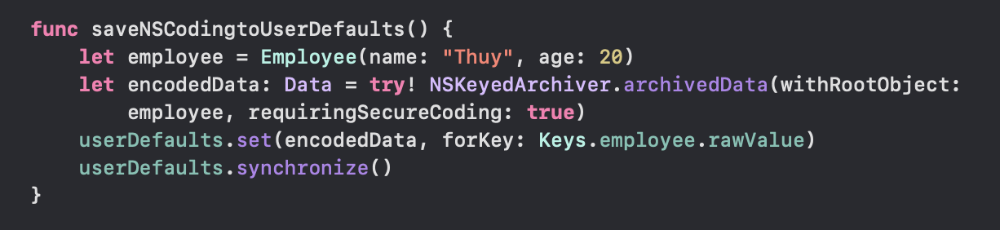 func saveNSCodingtoUserDefaults() {
    let employee = Employee(name: "Thuy", age: 20)
    let encodedData: Data = try! NSKeyedArchiver.archivedData(withRootObject:
        employee, requiringSecureCoding: true)
    userDefaults.set(encodedData, forKey: Keys.employee.rawValue)
    userDefaults.synchronize()
}